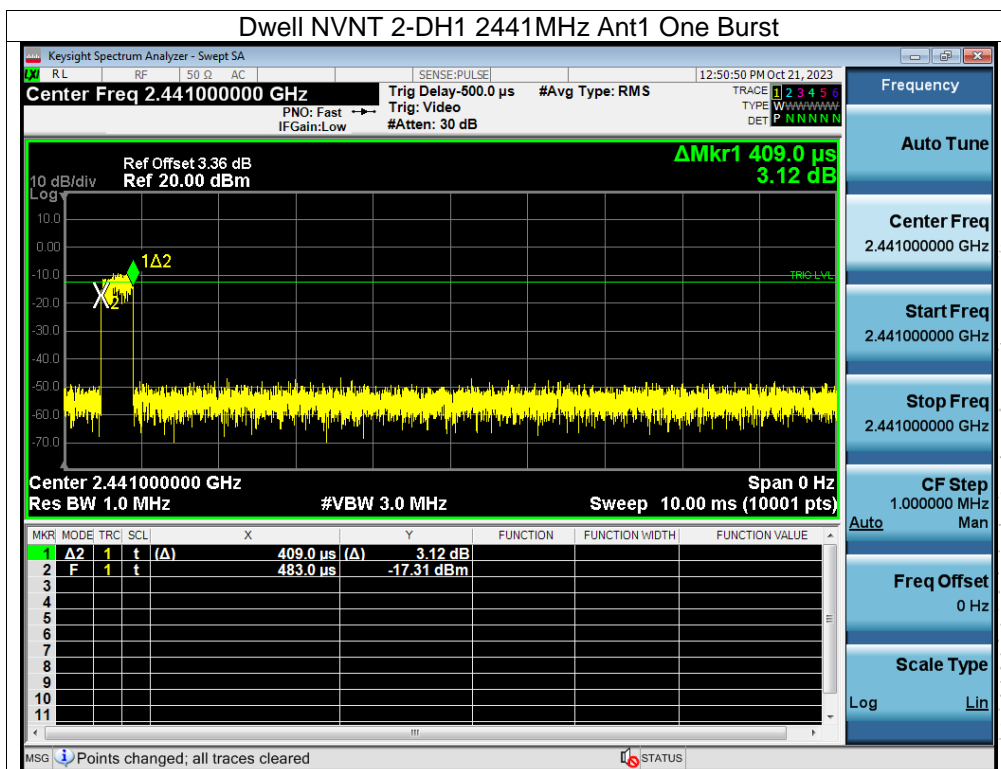 Dwell NVNT 2-DH1 2441MHz Ant1 One Burst
Keysight Spectrum Analyzer - Swept SA
LXI RL RF 50 Ω AC SENSE:PULSE 12:50:50 PM Oct 21, 2023
Center Freq 2.441000000 GHz
PNO: Fast
IFGain:Low
Trig Delay-500.0 µs
Trig: Video
#Atten: 30 dB
#Avg Type: RMS
TRACE 1 2 3 4 5 6
TYPE WWWWWW
DET P NNNNN
ΔMkr1 409.0 µs
3.12 dB
Ref Offset 3.36 dB
Ref 20.00 dBm
10 dB/div
Log
10.0
0.00
-10.0
-20.0
-30.0
-40.0
-50.0
-60.0
-70.0
1Δ2
2
TRIG LVL
Center 2.441000000 GHz Span 0 Hz
Res BW 1.0 MHz #VBW 3.0 MHz Sweep 10.00 ms (10001 pts)
MKR MODE TRC SCL X Y FUNCTION FUNCTION WIDTH FUNCTION VALUE
1 Δ2 1 t (Δ) 409.0 µs (Δ) 3.12 dB
2 F 1 t 483.0 µs -17.31 dBm
3
4
5
6
7
8
9
10
11
MSG Points changed; all traces cleared STATUS
Frequency
Auto Tune
Center Freq
2.441000000 GHz
Start Freq
2.441000000 GHz
Stop Freq
2.441000000 GHz
CF Step
1.000000 MHz
Auto Man
Freq Offset
0 Hz
Scale Type
Log Lin